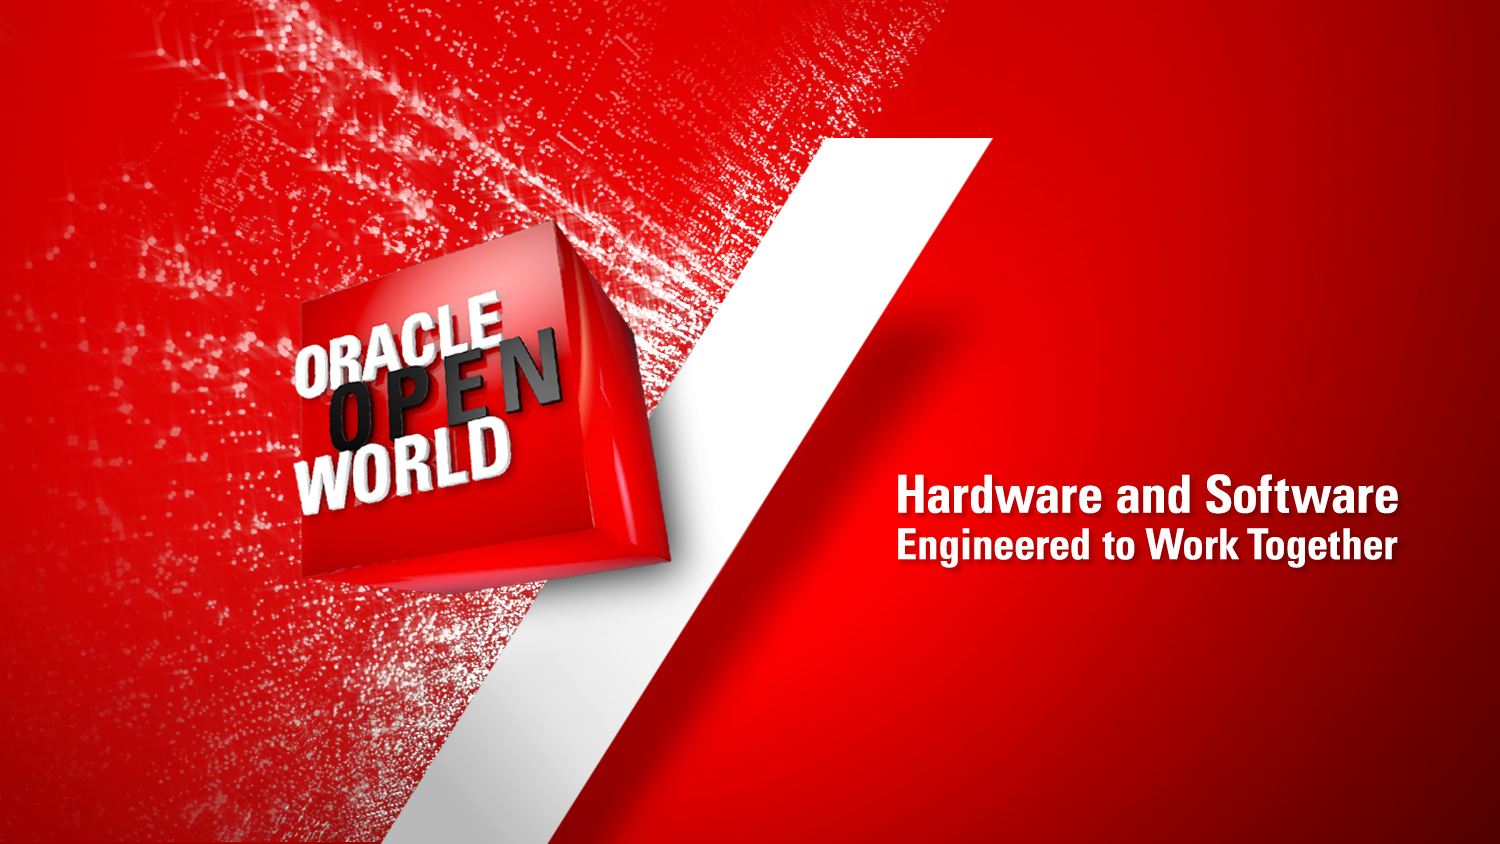 ORACLE
OPEN
WORLD
Hardware and Software
Engineered to Work Together